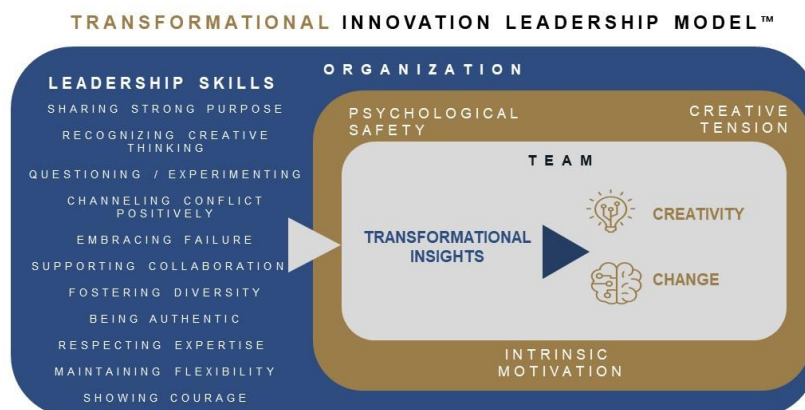 TRANSFORMATIONAL INNOVATION LEADERSHIP MODEL™
ORGANIZATION
LEADERSHIP SKILLS
SHARING STRONG PURPOSE
RECOGNIZING CREATIVE
THINKING
QUESTIONING / EXPERIMENTING
CHANNELING CONFLICT
POSITIVELY
EMBRACING FAILURE
SUPPORTING COLLABORATION
FOSTERING DIVERSITY
BEING AUTHENTIC
RESPECTING EXPERTISE
MAINTAINING FLEXIBILITY
SHOWING COURAGE
PSYCHOLOGICAL
SAFETY
CREATIVE
TENSION
TEAM
TRANSFORMATIONAL
INSIGHTS
CREATIVITY
CHANGE
INTRINSIC
MOTIVATION